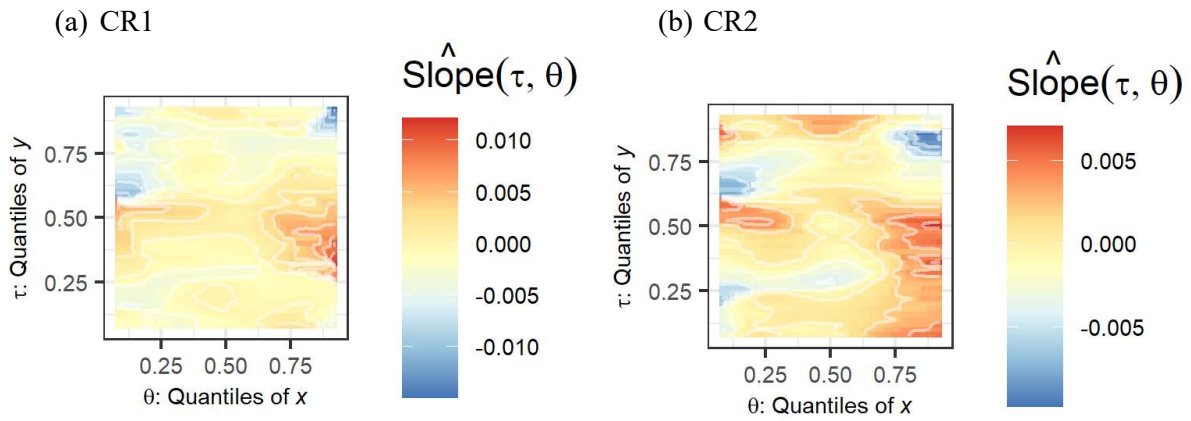 (a) CR1
Slôpe(τ, θ)
τ: Quantiles of y
0.75
0.50
0.25
0.25 0.50 0.75
θ: Quantiles of x
0.010
0.005
0.000
-0.005
-0.010
(b) CR2
Slôpe(τ, θ)
τ: Quantiles of y
0.75
0.50
0.25
0.25 0.50 0.75
θ: Quantiles of x
0.005
0.000
-0.005